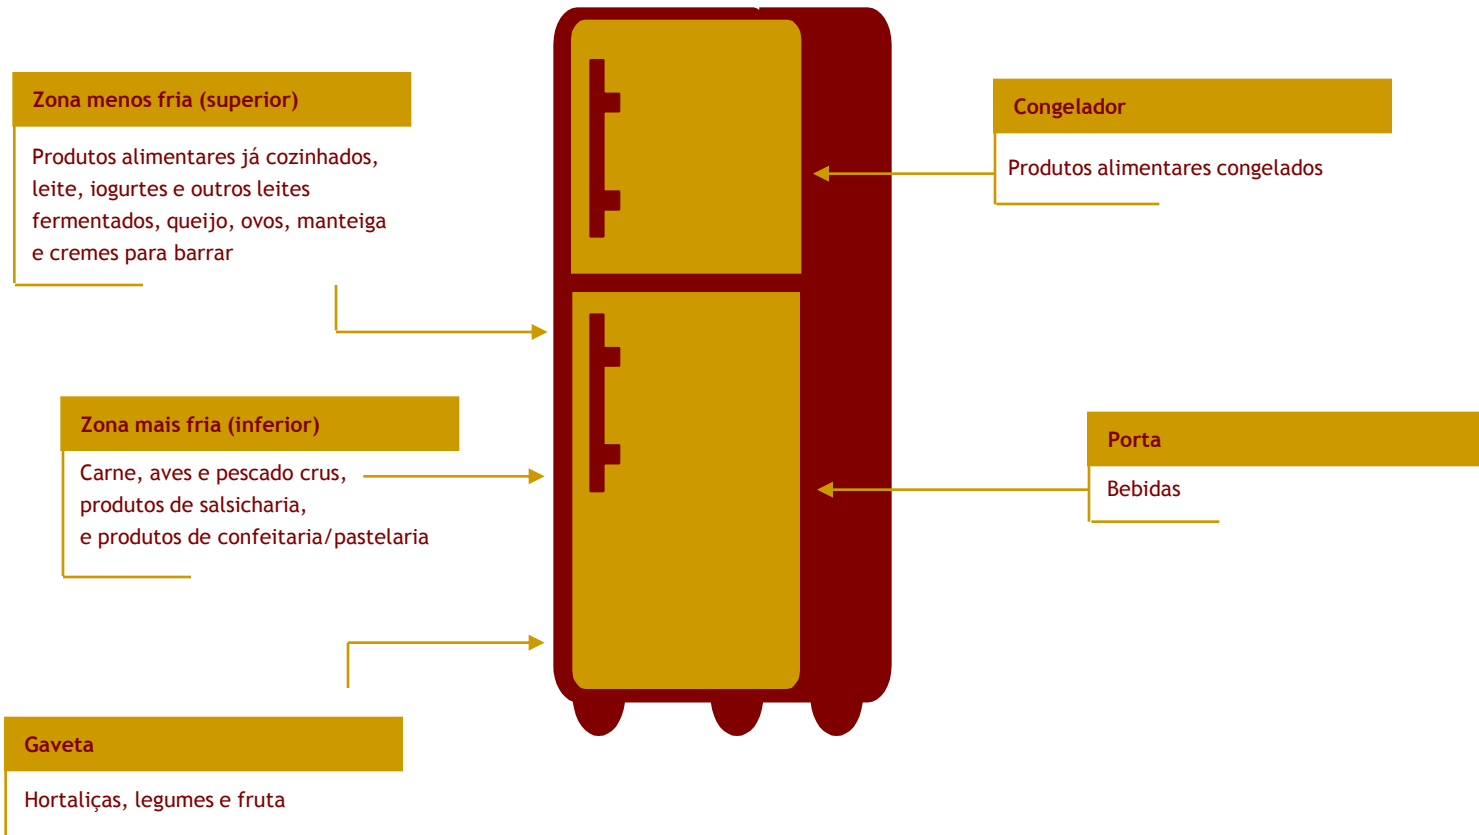 Zona menos fria (superior)
Produtos alimentares já cozinhados,
leite, iogurtes e outros leites
fermentados, queijo, ovos, manteiga
e cremes para barrar
Congelador
Produtos alimentares congelados
Zona mais fria (inferior)
Carne, aves e pescado crus,
produtos de salsicharia,
e produtos de confeitaria/pastelaria
Porta
Bebidas
Gaveta
Hortaliças, legumes e fruta